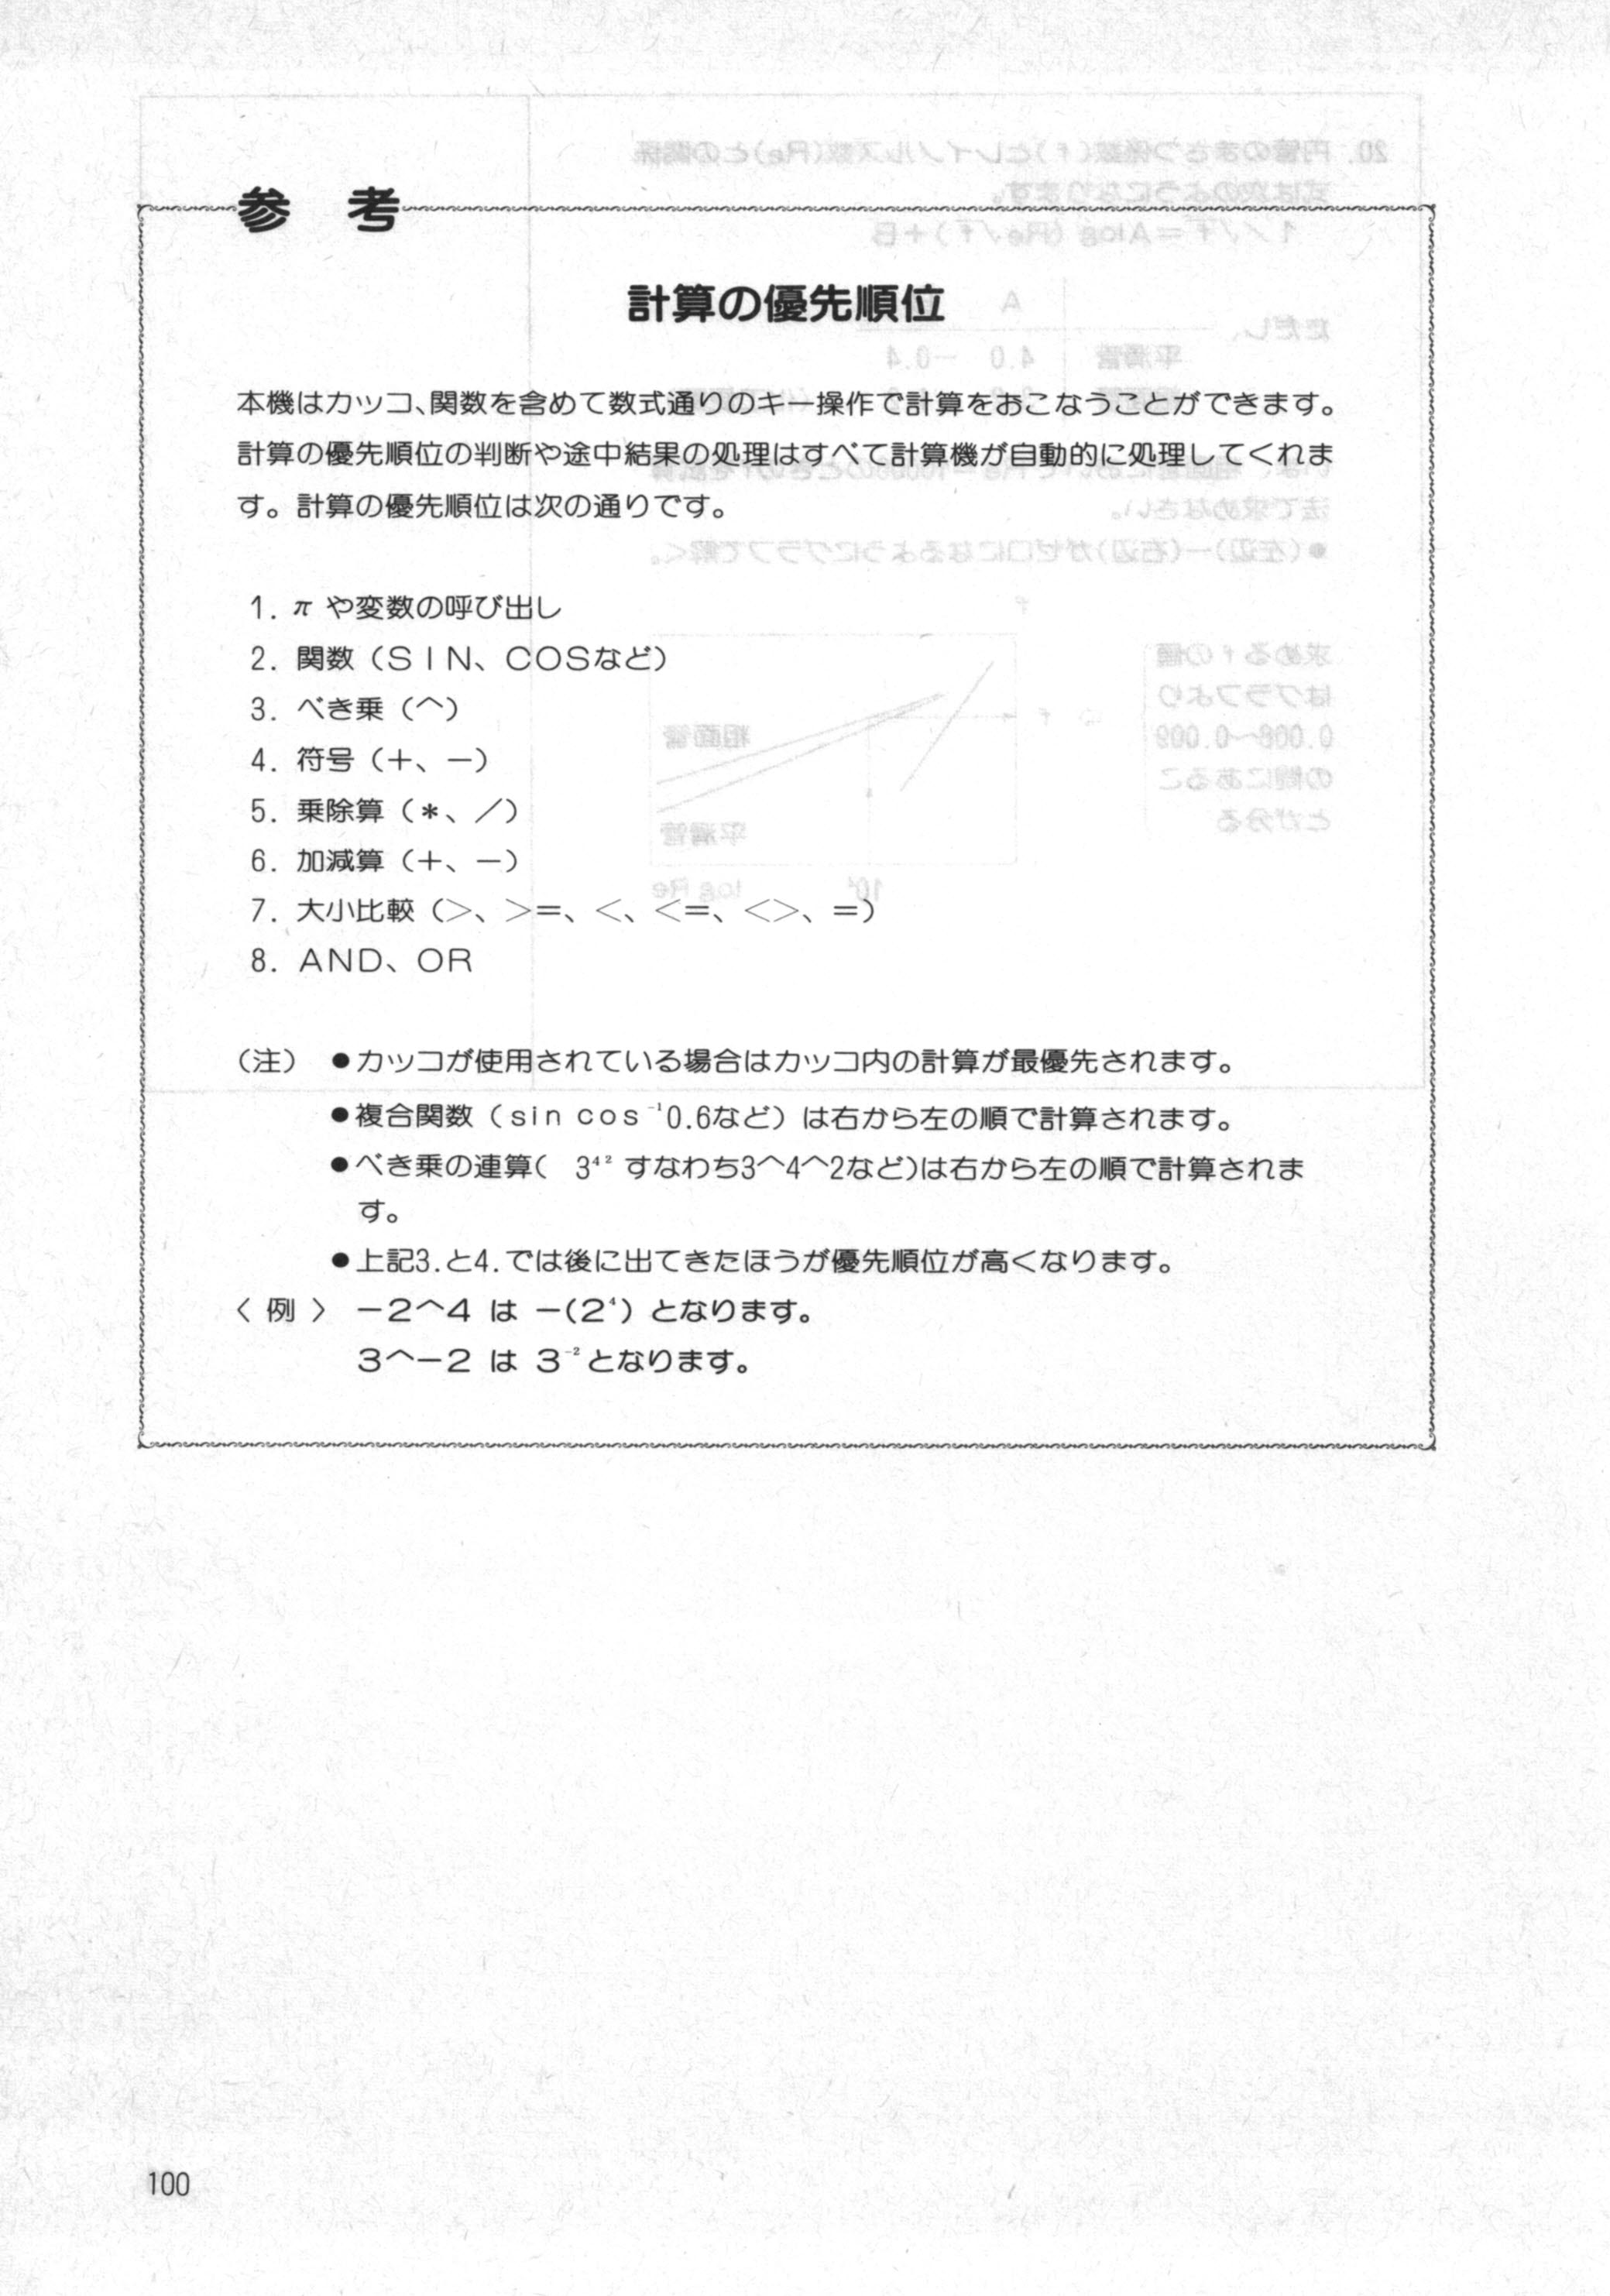 参 考
計算の優先順位
本機はカッコ、関数を含めて数式通りのキー操作で計算をおこなうことができます。
計算の優先順位の判断や途中結果の処理はすべて計算機が自動的に処理してくれま
す。計算の優先順位は次の通りです。
1. π や変数の呼び出し
2. 関数（SIN、COSなど）
3. べき乗（^）
4. 符号（＋、－）
5. 乗除算（*、／）
6. 加減算（＋、－）
7. 大小比較（>、>=、<、<=、<>、=）
8. AND、OR
（注） ●カッコが使用されている場合はカッコ内の計算が最優先されます。
●複合関数（sin cos⁻¹0.6など）は右から左の順で計算されます。
●べき乗の連算( 3⁴² すなわち3^4^2など)は右から左の順で計算されま
す。
●上記3.と4.では後に出てきたほうが優先順位が高くなります。
〈 例 〉 －2^4 は －(2⁴) となります。
3^－2 は 3⁻²となります。
100